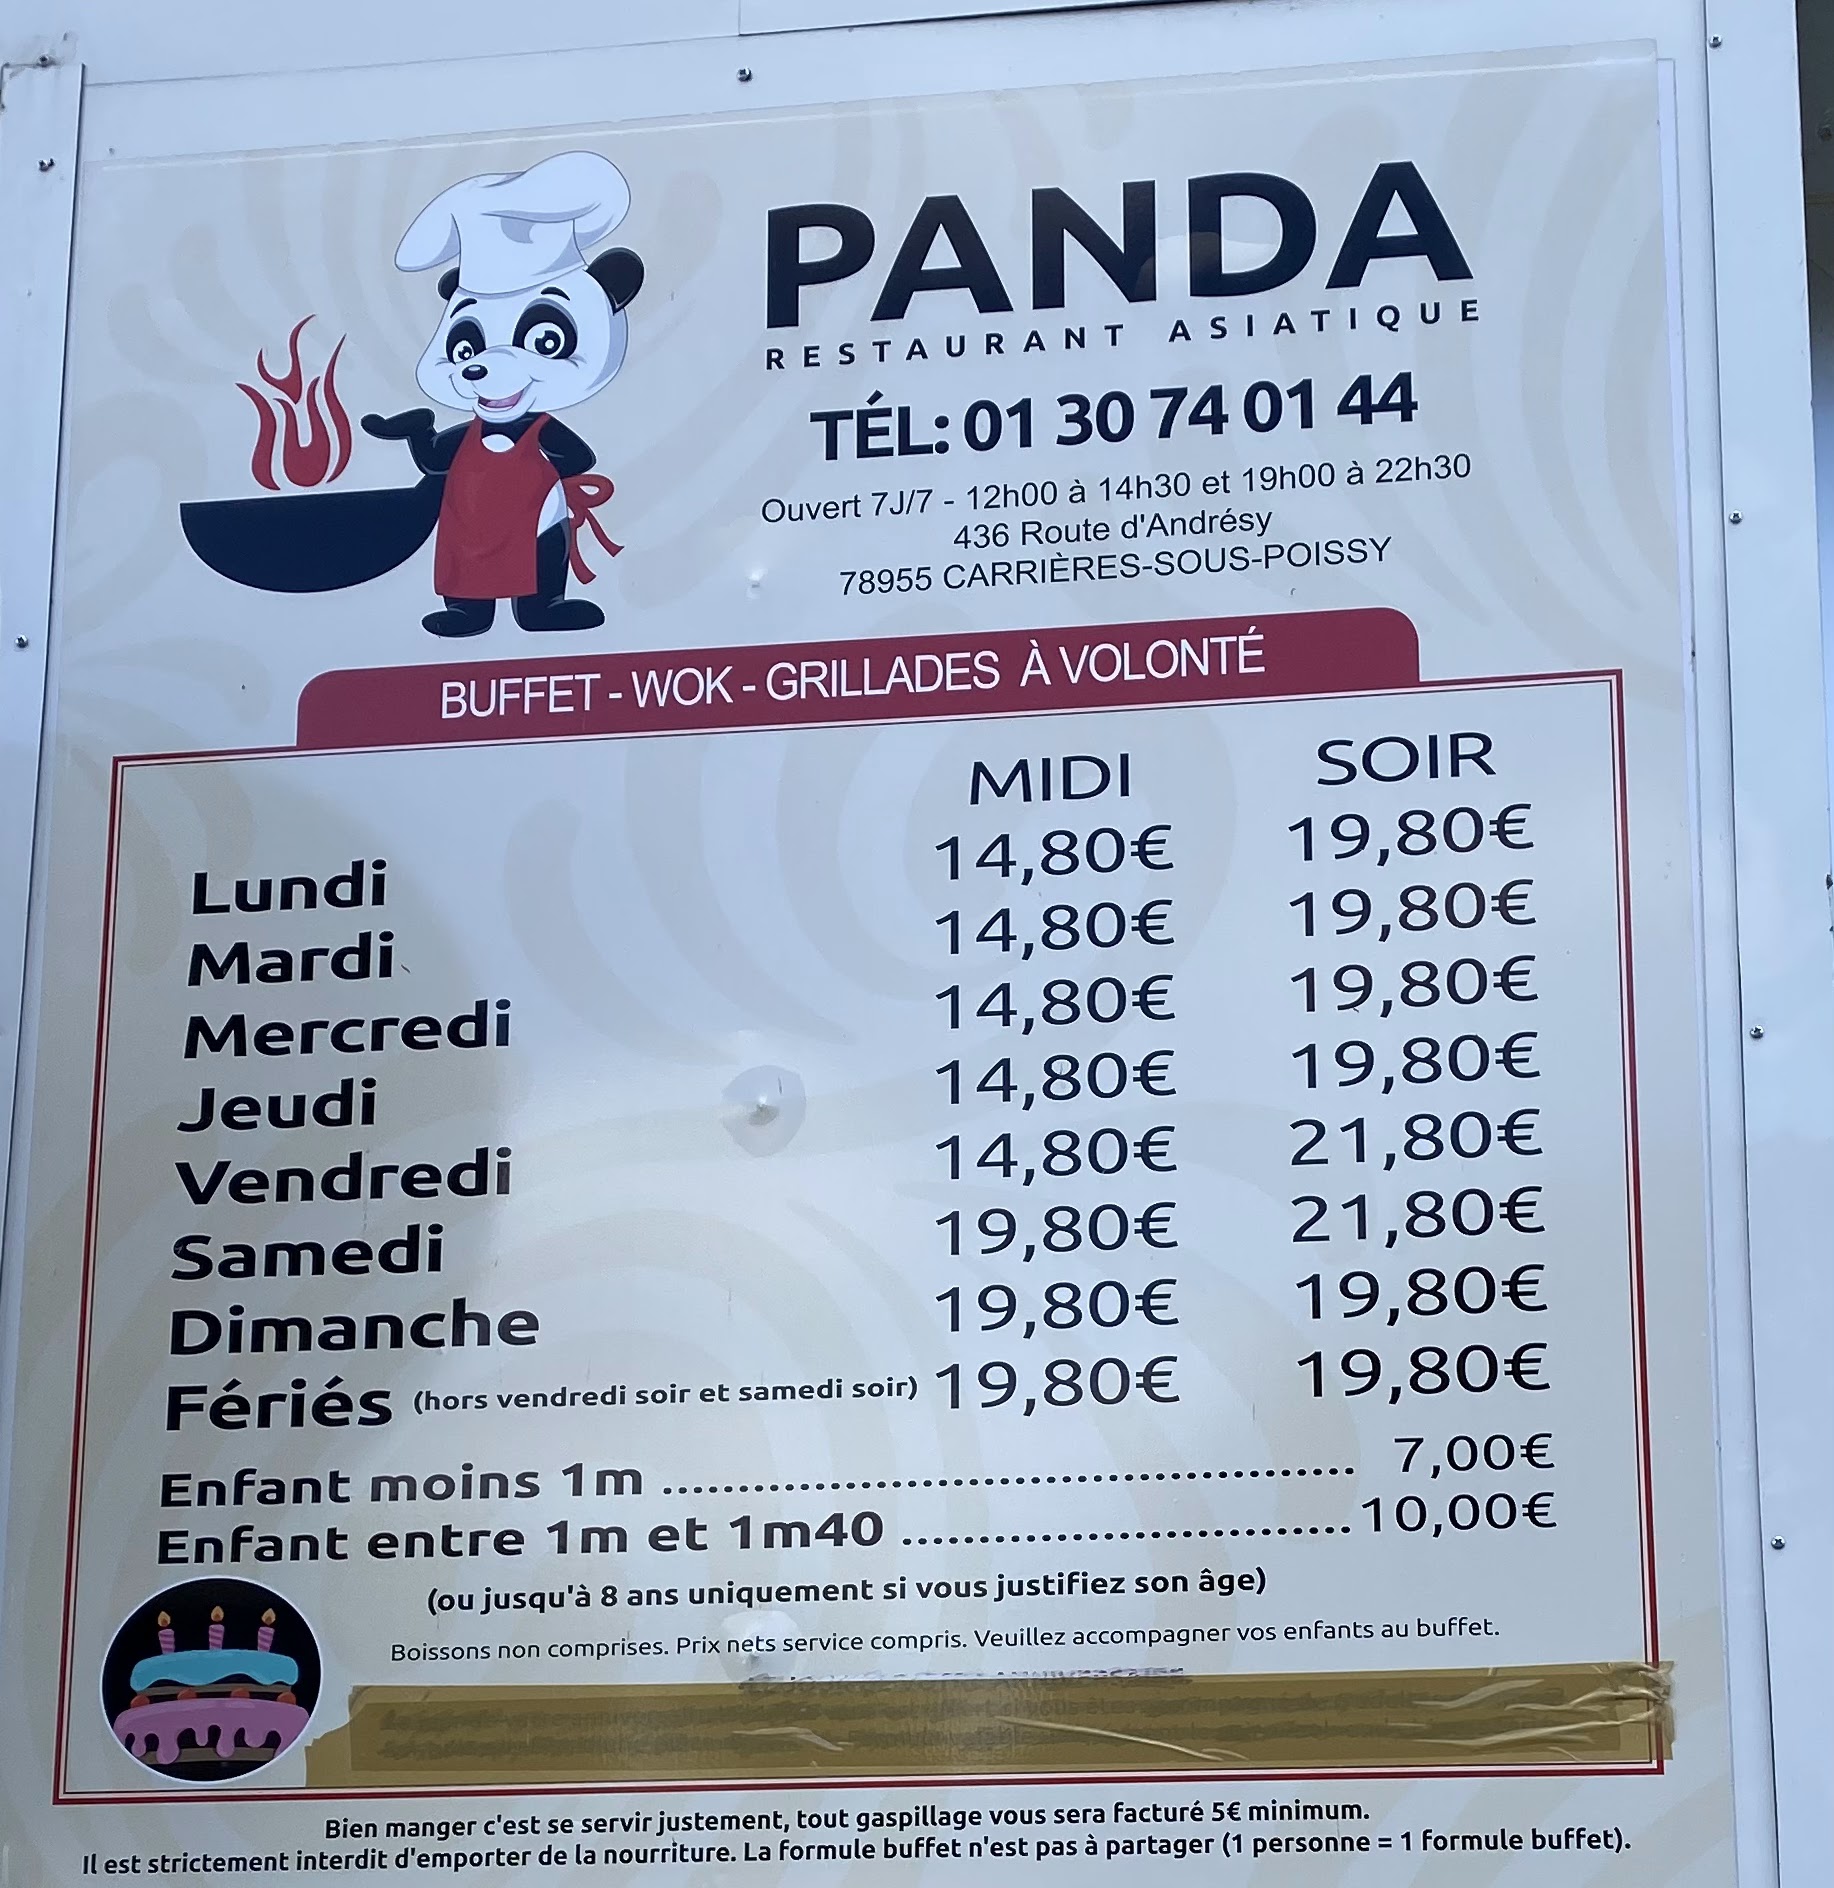 PANDA
RESTAURANT ASIATIQUE
TÉL: 01 30 74 01 44
Ouvert 7J/7 - 12h00 à 14h30 et 19h00 à 22h30
436 Route d'Andrésy
78955 CARRIÈRES-SOUS-POISSY
BUFFET - WOK - GRILLADES À VOLONTÉ
MIDI SOIR
Lundi 14,80€ 19,80€
Mardi 14,80€ 19,80€
Mercredi 14,80€ 19,80€
Jeudi 14,80€ 19,80€
Vendredi 14,80€ 21,80€
Samedi 19,80€ 21,80€
Dimanche 19,80€ 19,80€
Fériés (hors vendredi soir et samedi soir) 19,80€ 19,80€
Enfant moins 1m ............................................... 7,00€
Enfant entre 1m et 1m40 .............................. 10,00€
(ou jusqu'à 8 ans uniquement si vous justifiez son âge)
Boissons non comprises. Prix nets service compris. Veuillez accompagner vos enfants au buffet.
Bien manger c'est se servir justement, tout gaspillage vous sera facturé 5€ minimum.
Il est strictement interdit d'emporter de la nourriture. La formule buffet n'est pas à partager (1 personne = 1 formule buffet).